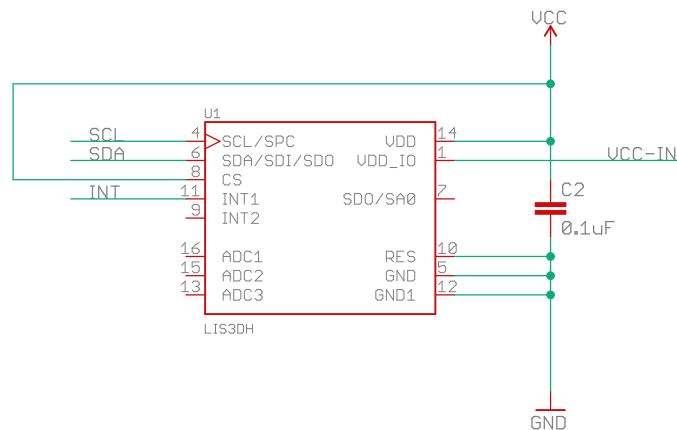 VCC
U1
SCL 4 SCL/SPC VDD 14
SDA 6 SDA/SDI/SDO VDD_IO 1 VCC-IN
8 CS
INT 11 INT1 SDO/SA0 7
9 INT2
C2
0.1uF
16 ADC1 RES 10
15 ADC2 GND 5
13 ADC3 GND1 12
LIS3DH
GND